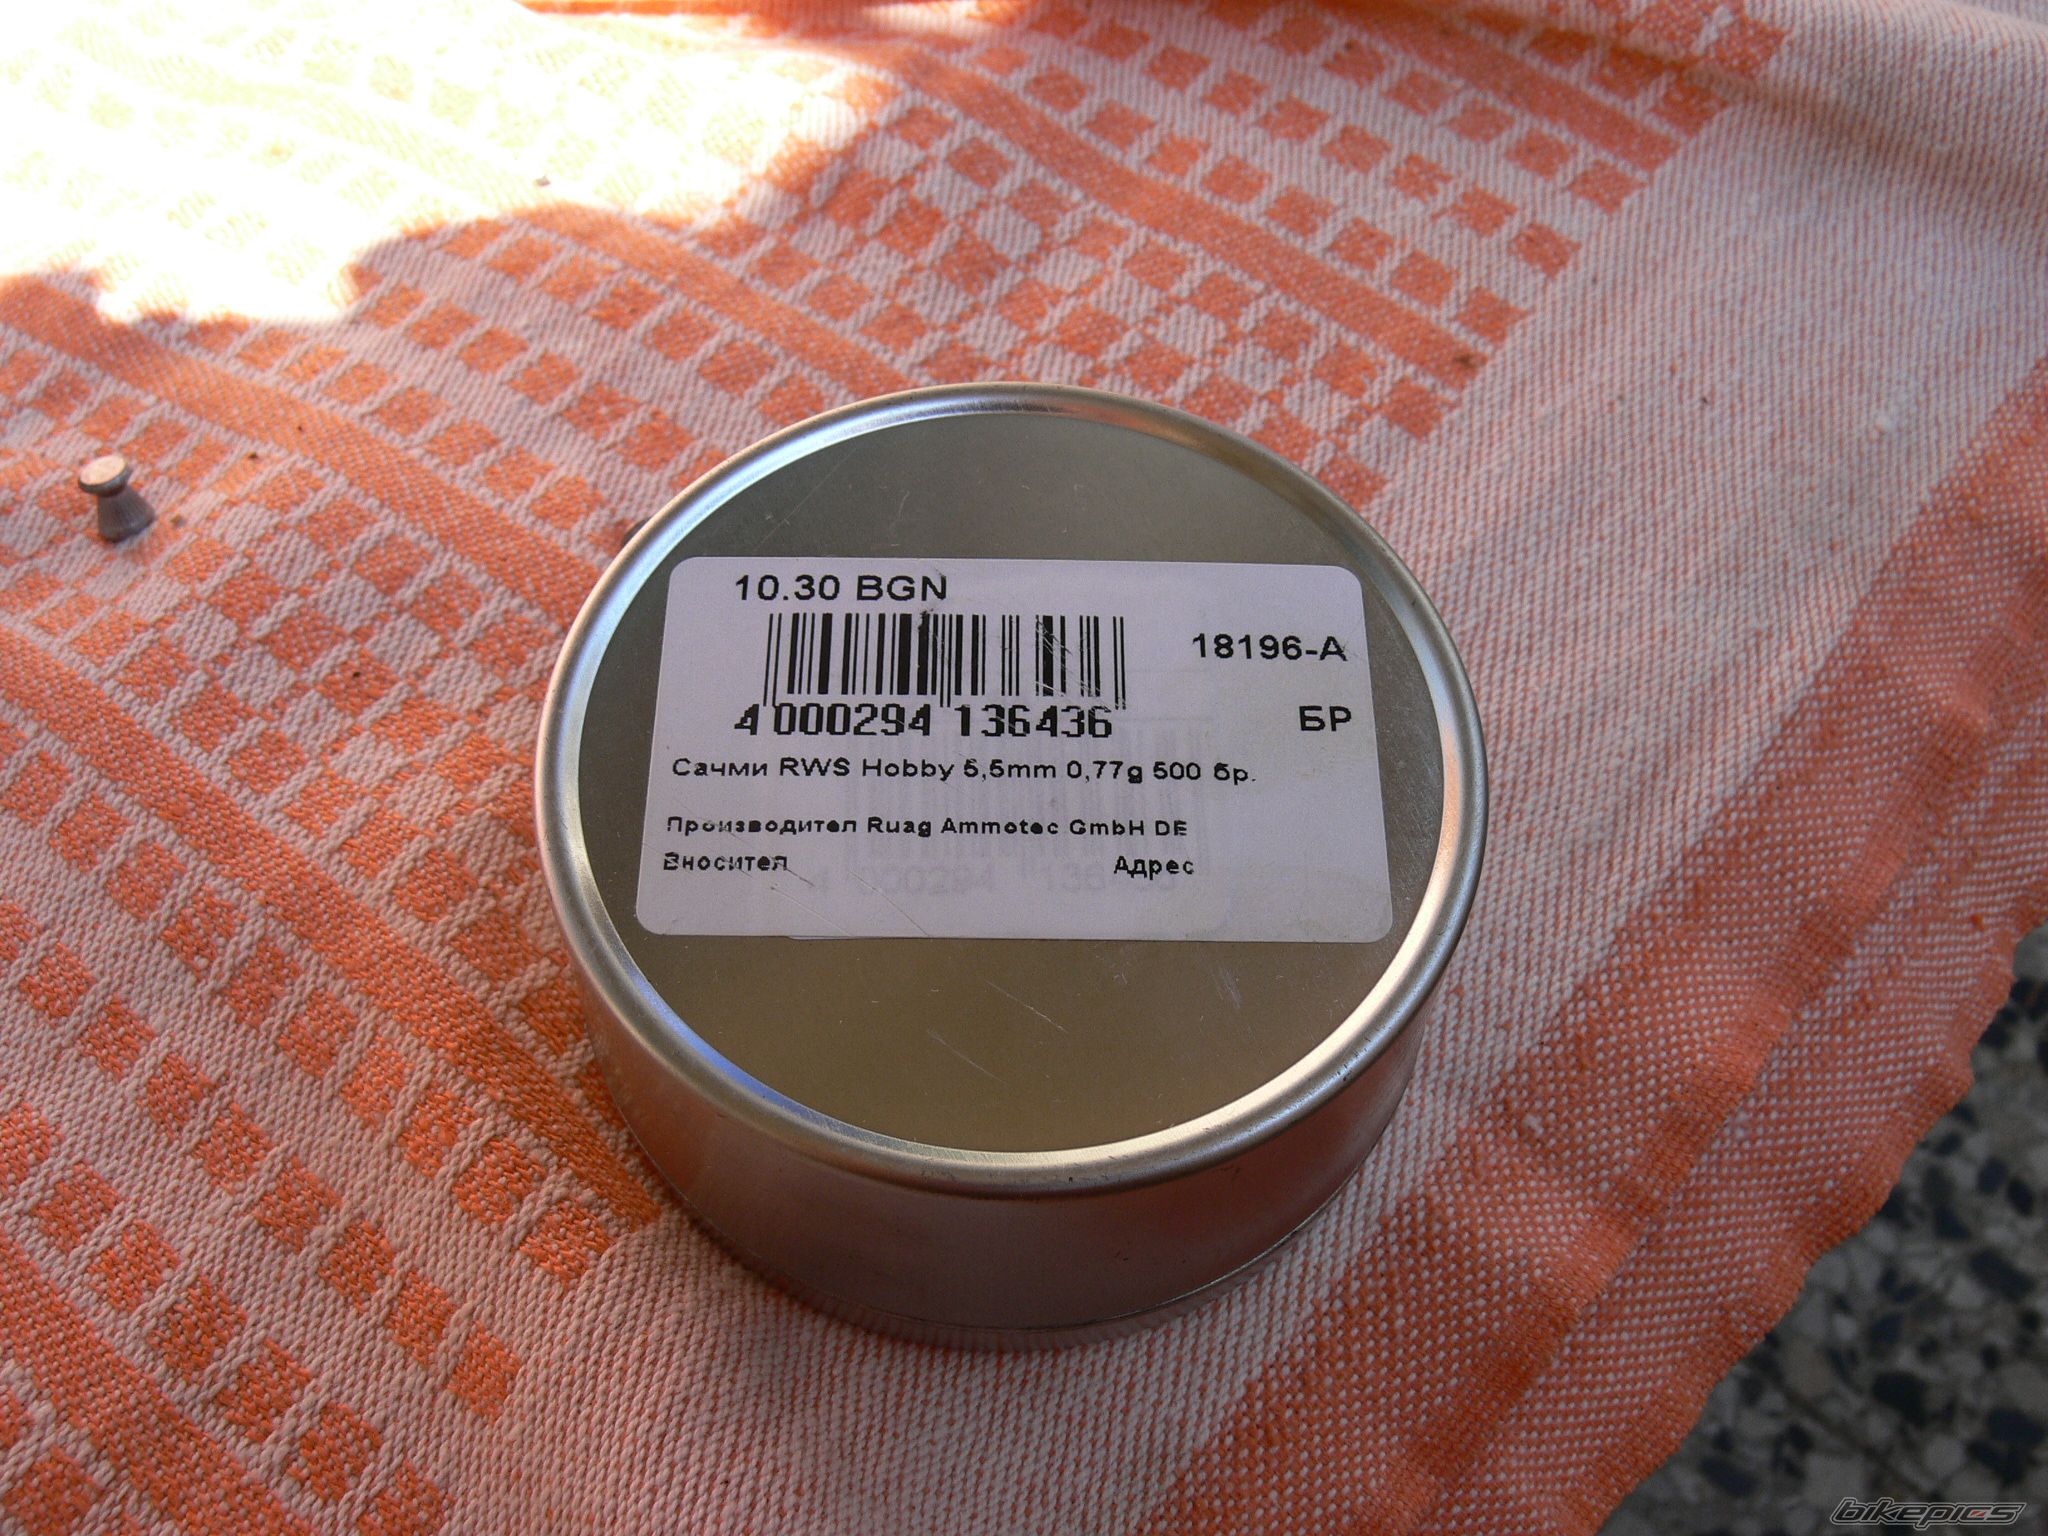 10.30 BGN
18196-A
4 000294 136436
БР
Сачми RWS Hobby 5,5mm 0,77g 500 бр.
Производител Ruag Ammotec GmbH DE
Вносител Адрес
bikepics